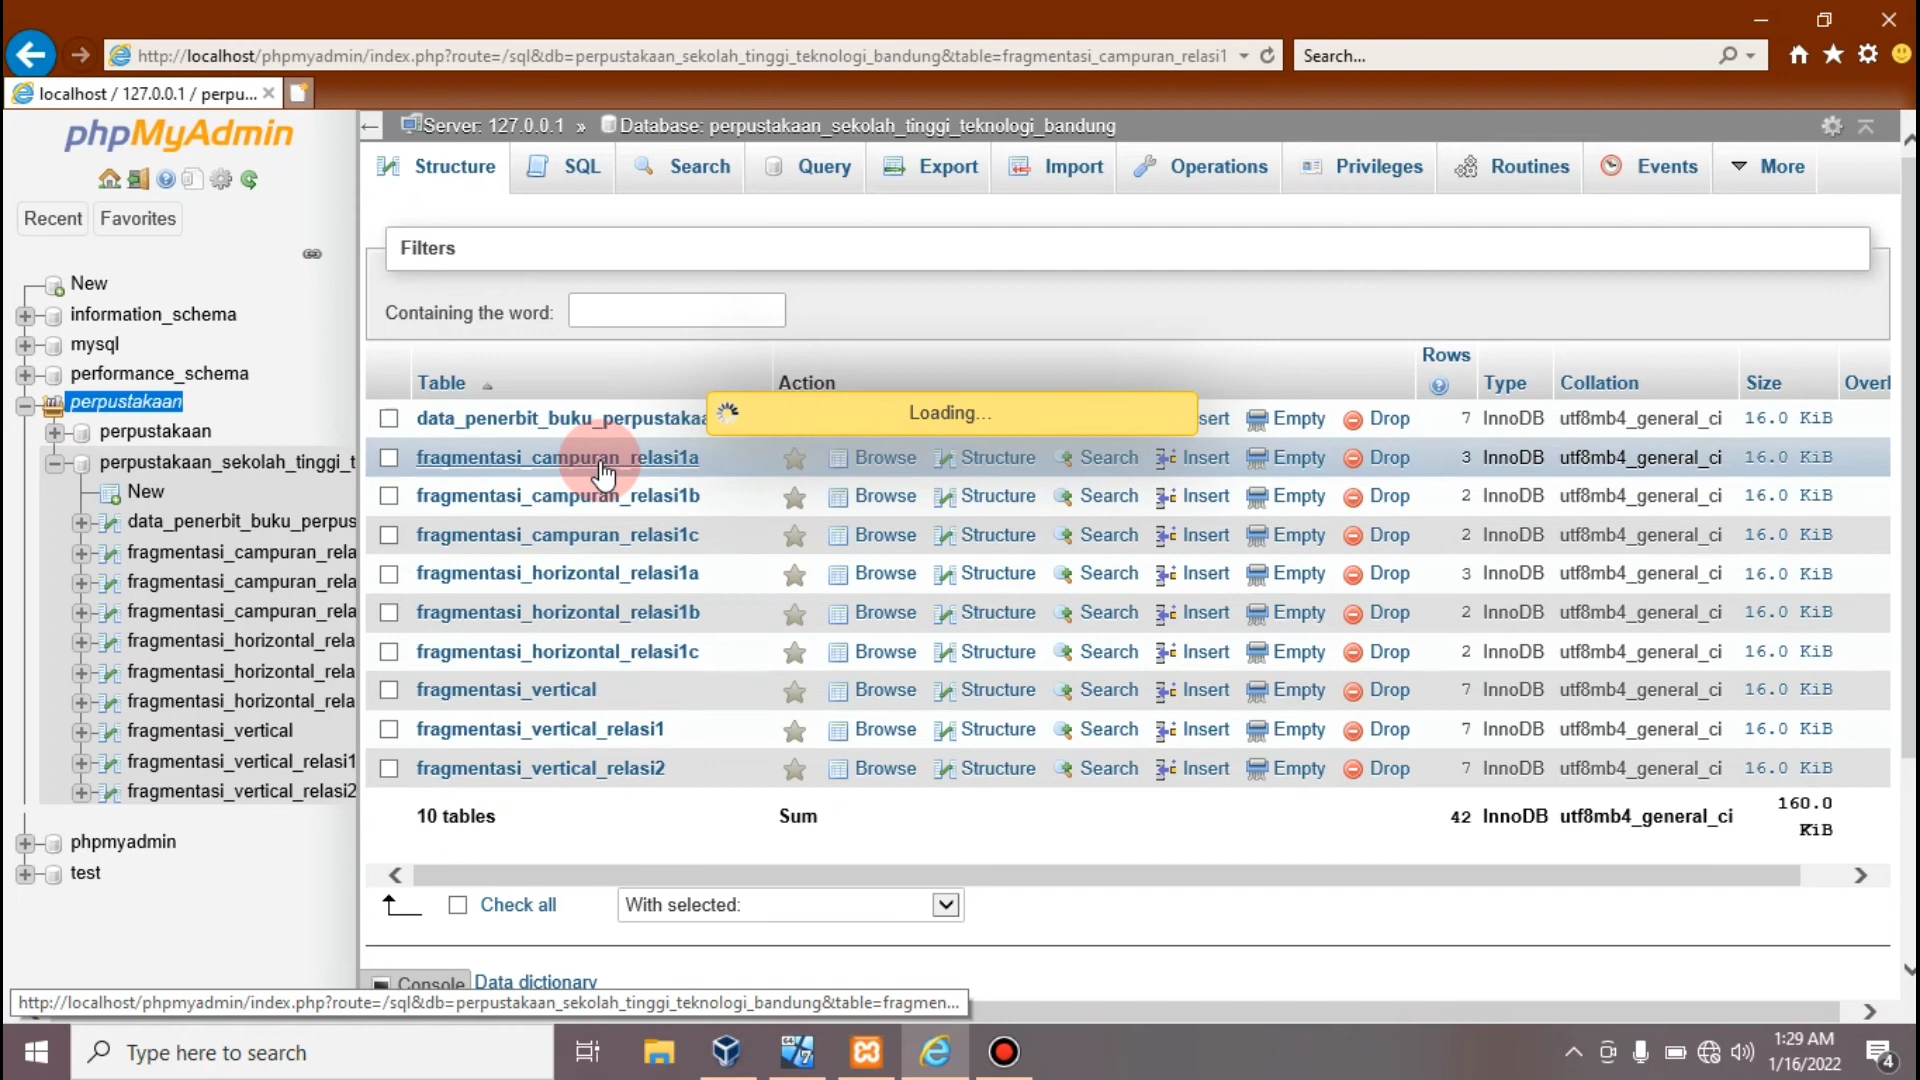 http://localhost/phpmyadmin/index.php?route=/sql&db=perpustakaan_sekolah_tinggi_teknologi_bandung&table=fragmentasi_campuran_relasi1
Search...
localhost / 127.0.0.1 / perpu...
phpMyAdmin
Recent
Favorites
New
information_schema
mysql
performance_schema
perpustakaan
perpustakaan
perpustakaan_sekolah_tinggi_t
New
data_penerbit_buku_perpus
fragmentasi_campuran_rela
fragmentasi_campuran_rela
fragmentasi_campuran_rela
fragmentasi_horizontal_rela
fragmentasi_horizontal_rela
fragmentasi_horizontal_rela
fragmentasi_vertical
fragmentasi_vertical_relasi1
fragmentasi_vertical_relasi2
phpmyadmin
test
Server: 127.0.0.1 » Database: perpustakaan_sekolah_tinggi_teknologi_bandung
Structure SQL Search Query Export Import Operations Privileges Routines Events More
Filters
Containing the word:
Table Action Rows Type Collation Size Overl
Loading...
data_penerbit_buku_perpustakaa sert Empty Drop 7 InnoDB utf8mb4_general_ci 16.0 KiB
fragmentasi_campuran_relasi1a Browse Structure Search Insert Empty Drop 3 InnoDB utf8mb4_general_ci 16.0 KiB
fragmentasi_campuran_relasi1b Browse Structure Search Insert Empty Drop 2 InnoDB utf8mb4_general_ci 16.0 KiB
fragmentasi_campuran_relasi1c Browse Structure Search Insert Empty Drop 2 InnoDB utf8mb4_general_ci 16.0 KiB
fragmentasi_horizontal_relasi1a Browse Structure Search Insert Empty Drop 3 InnoDB utf8mb4_general_ci 16.0 KiB
fragmentasi_horizontal_relasi1b Browse Structure Search Insert Empty Drop 2 InnoDB utf8mb4_general_ci 16.0 KiB
fragmentasi_horizontal_relasi1c Browse Structure Search Insert Empty Drop 2 InnoDB utf8mb4_general_ci 16.0 KiB
fragmentasi_vertical Browse Structure Search Insert Empty Drop 7 InnoDB utf8mb4_general_ci 16.0 KiB
fragmentasi_vertical_relasi1 Browse Structure Search Insert Empty Drop 7 InnoDB utf8mb4_general_ci 16.0 KiB
fragmentasi_vertical_relasi2 Browse Structure Search Insert Empty Drop 7 InnoDB utf8mb4_general_ci 16.0 KiB
10 tables Sum 42 InnoDB utf8mb4_general_ci 160.0 KiB
Check all With selected:
Console Data dictionary
http://localhost/phpmyadmin/index.php?route=/sql&db=perpustakaan_sekolah_tinggi_teknologi_bandung&table=fragmen...
Type here to search
64
7
1:29 AM
1/16/2022
4